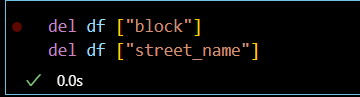 del df ["block"]
del df ["street_name"]
0.0s